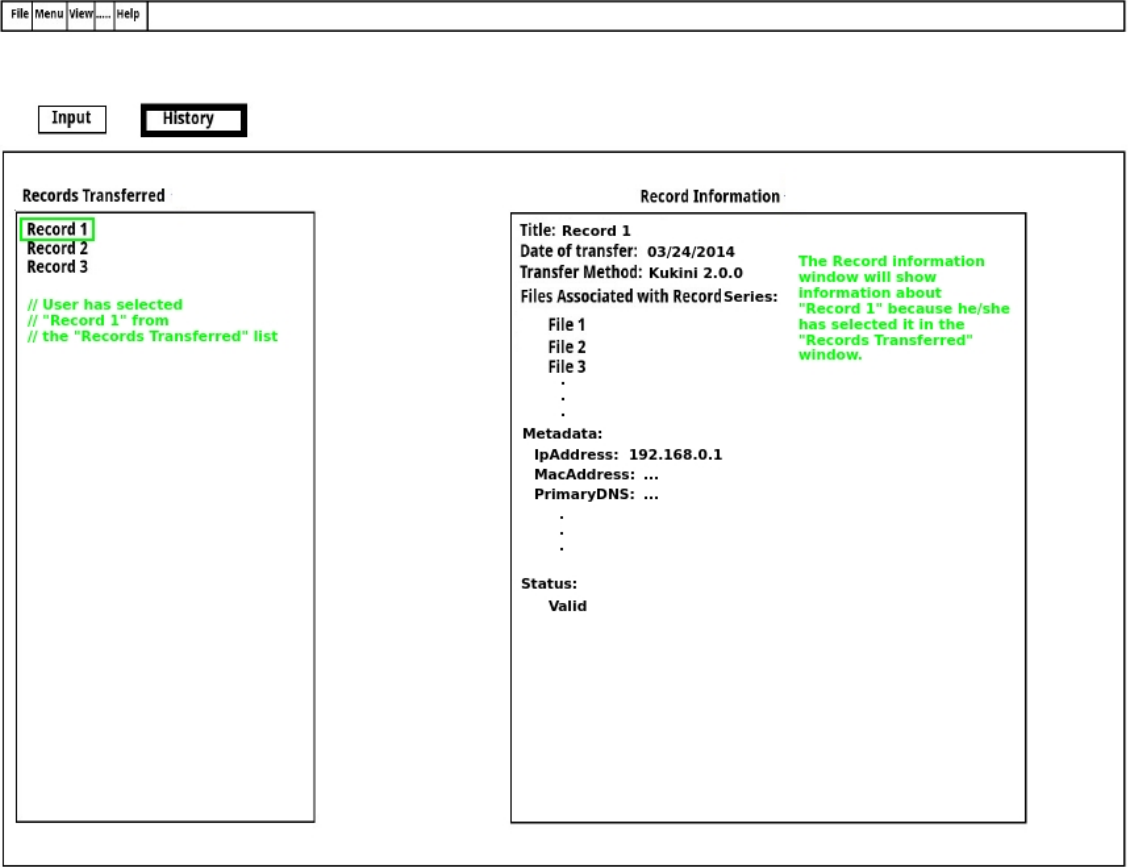 File Menu View ..... Help
Input History
Records Transferred
Record 1
Record 2
Record 3
// User has selected
// "Record 1" from
// the "Records Transferred" list
Record Information
Title: Record 1
Date of transfer: 03/24/2014
Transfer Method: Kukini 2.0.0
Files Associated with Record Series:
File 1
File 2
File 3
.
.
.
Metadata:
IpAddress: 192.168.0.1
MacAddress: ...
PrimaryDNS: ...
.
.
.
Status:
Valid
The Record information
window will show
information about
"Record 1" because he/she
has selected it in the
"Records Transferred"
window.